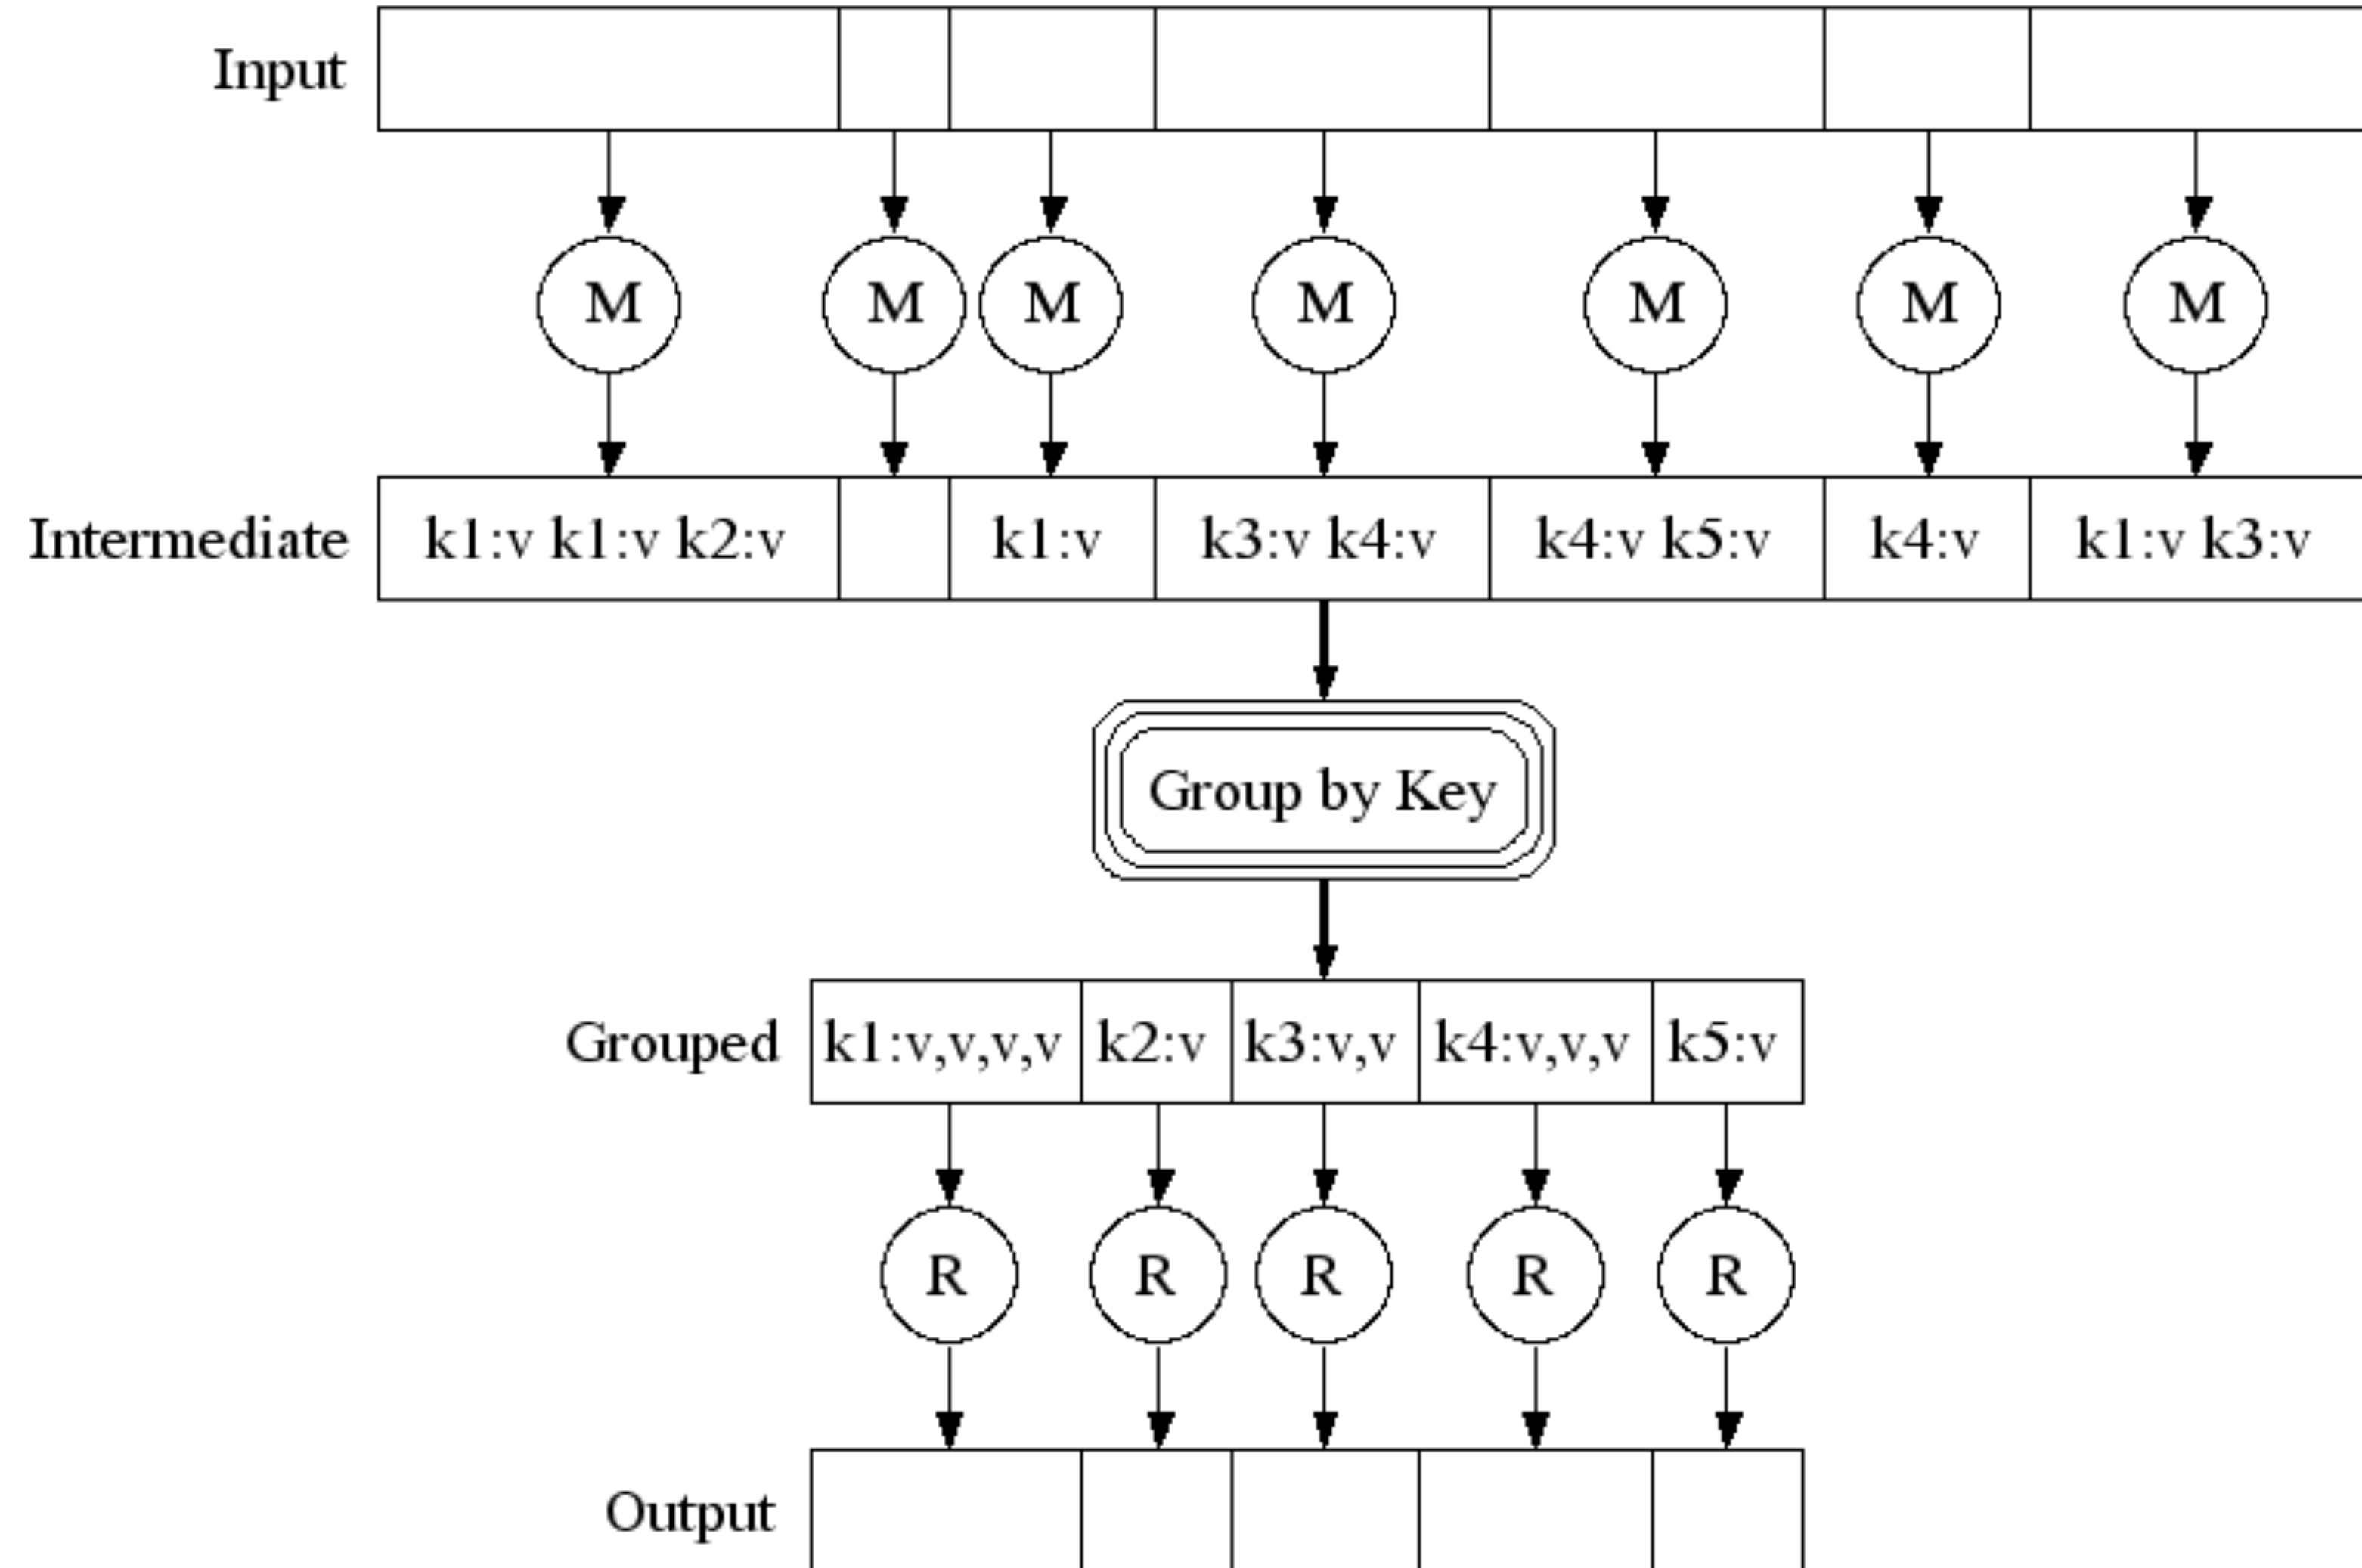 Input
M M M M M M M
Intermediate k1:v k1:v k2:v k1:v k3:v k4:v k4:v k5:v k4:v k1:v k3:v
Group by Key
Grouped k1:v,v,v,v k2:v k3:v,v k4:v,v,v k5:v
R R R R R
Output